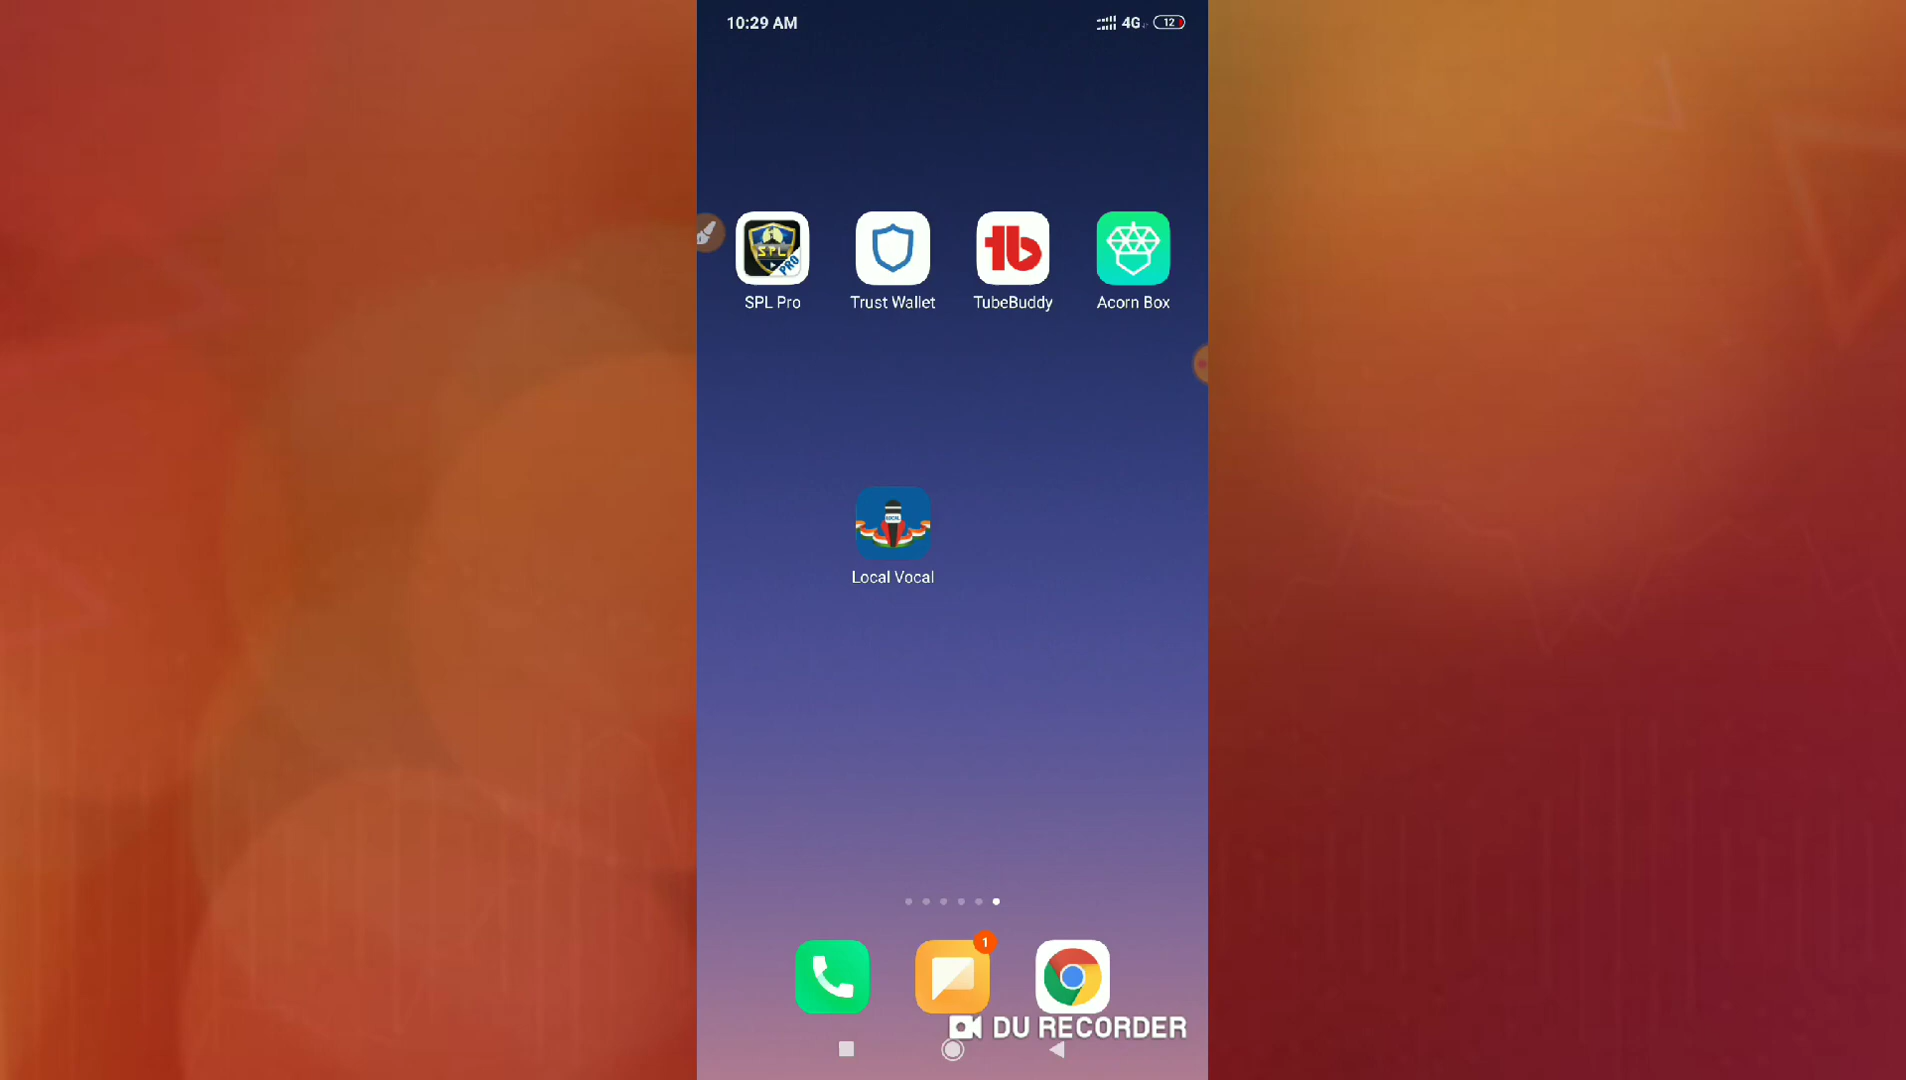 10:29 AM
4G 12
SPL
PRO
SPL Pro
Trust Wallet
TubeBuddy
Acorn Box
LOCAL
Local Vocal
1
DU RECORDER